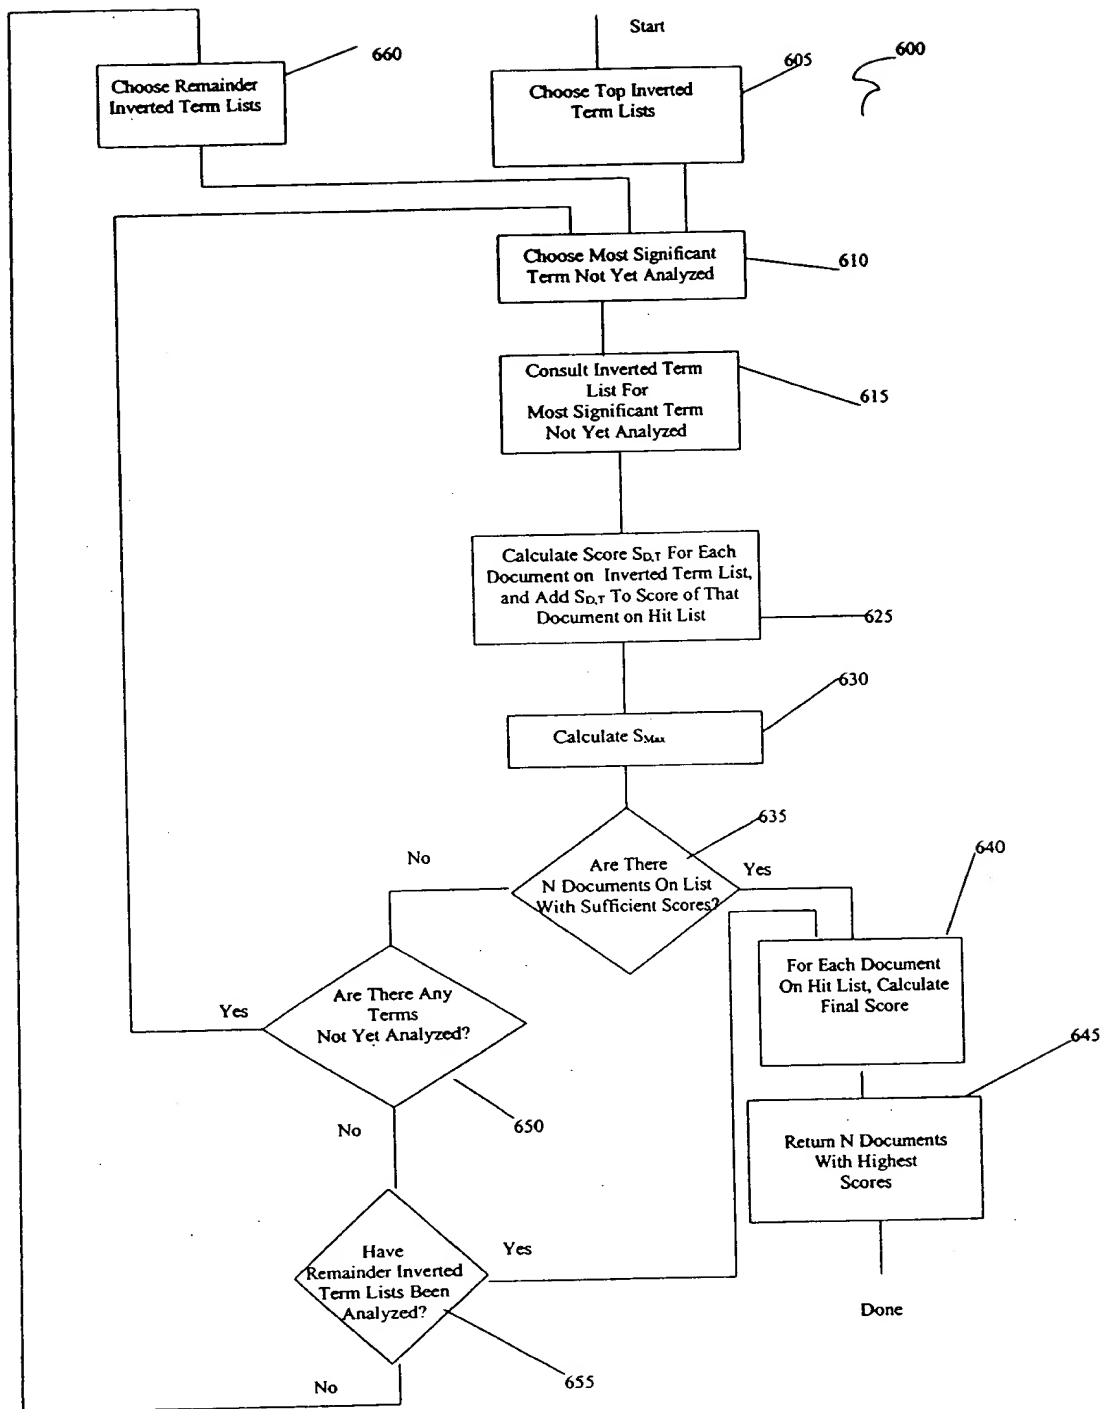 Start
660
600
605
Choose Remainder
Inverted Term Lists
Choose Top Inverted
Term Lists
Choose Most Significant
Term Not Yet Analyzed
610
Consult Inverted Term
List For
Most Significant Term
Not Yet Analyzed
615
Calculate Score SD,T For Each
Document on Inverted Term List,
and Add SD,T To Score of That
Document on Hit List
625
630
Calculate SMax
635
No
Are There
N Documents On List
With Sufficient Scores?
Yes
640
For Each Document
On Hit List, Calculate
Final Score
Yes
Are There Any
Terms
Not Yet Analyzed?
645
650
No
Return N Documents
With Highest
Scores
Have
Remainder Inverted
Term Lists Been
Analyzed?
Yes
Done
655
No